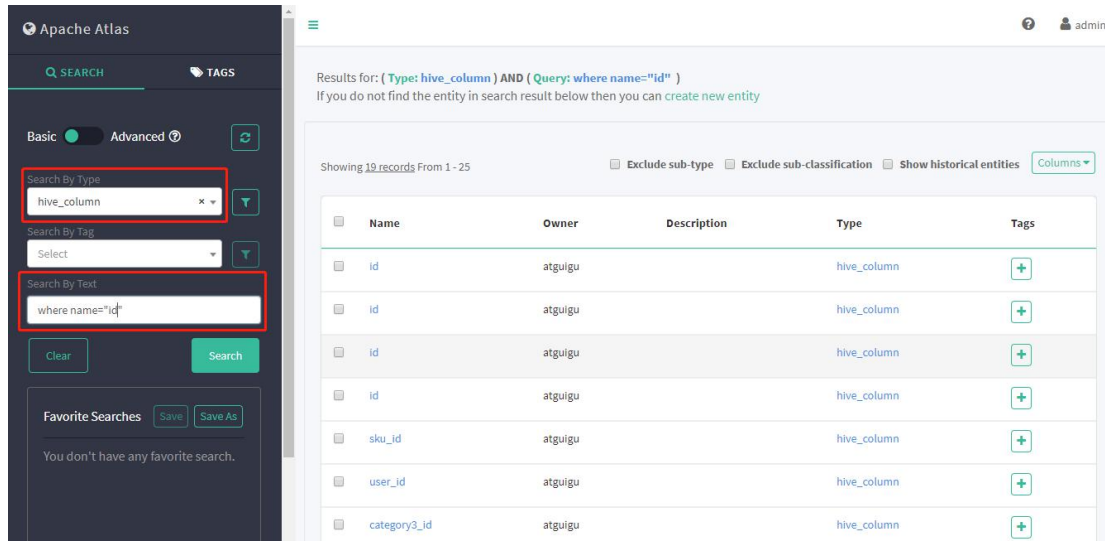 Apache Atlas
admin
SEARCH TAGS
Results for: ( Type: hive_column ) AND ( Query: where name="id" )
If you do not find the entity in search result below then you can create new entity
Basic Advanced
Showing 19 records From 1 - 25 Exclude sub-type Exclude sub-classification Show historical entities Columns
Search By Type
hive_column
Search By Tag
Select
Search By Text
where name="id"
Clear Search
Favorite Searches Save Save As
You don't have any favorite search.
Name Owner Description Type Tags
id atguigu hive_column
id atguigu hive_column
id atguigu hive_column
id atguigu hive_column
sku_id atguigu hive_column
user_id atguigu hive_column
category3_id atguigu hive_column